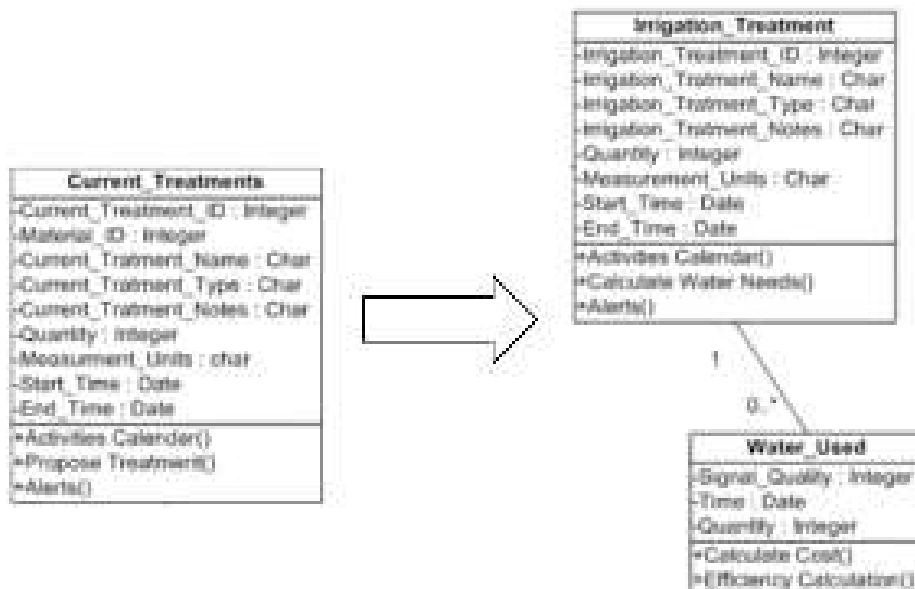 Current_Treatments
-Current_Treatment_ID : Integer
-Material_ID : Integer
-Current_Tratment_Name : Char
-Current_Tratment_Type : Char
-Current_Tratment_Notes : Char
-Quantity : Integer
-Measurment_Units : char
-Start_Time : Date
-End_Time : Date
+Activities Calendar()
+Propose Treatment()
+Alerts()
Irrigation_Treatment
-Irrigation_Treatment_ID : Integer
-Irrigation_Tratment_Name : Char
-Irrigation_Tratment_Type : Char
-Irrigation_Tratment_Notes : Char
-Quantity : Integer
-Measurement_Units : Char
-Start_Time : Date
-End_Time : Date
+Activities Calendar()
+Calculate Water Needs()
+Alerts()
1
0..*
Water_Used
-Signal_Quality : Integer
-Time : Date
-Quantity : Integer
+Calculate Cost()
+Efficiency Calculation()